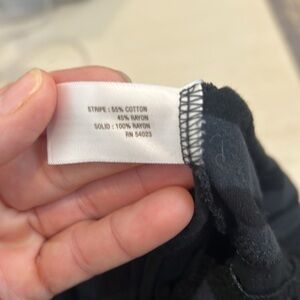 STRIPE : 55% COTTON
45% RAYON
SOLID : 100% RAYON
RN 54023